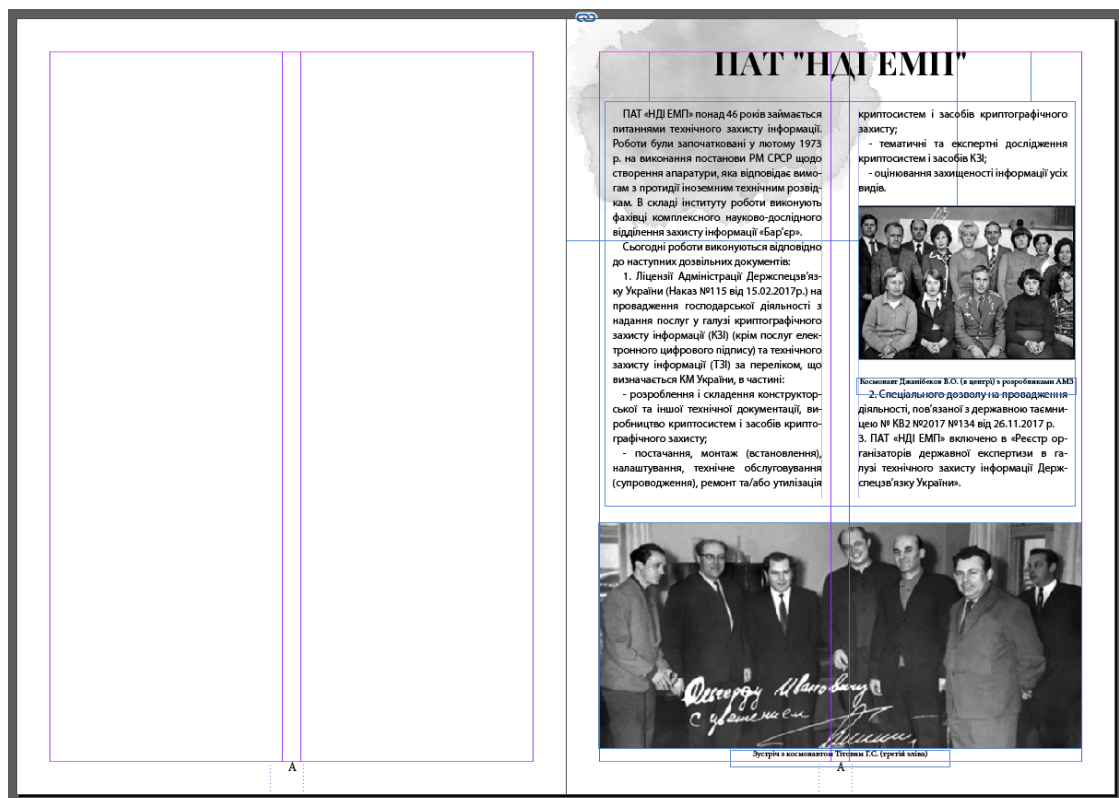 ПАТ "НДІ ЕМП"
ПАТ «НДІ ЕМП» понад 46 років займається
питаннями технічного захисту інформації.
Роботи були започатковані у лютому 1973
р. на виконання постанови РМ СРСР щодо
створення апаратури, яка відповідає вимо-
гам з протидії іноземним технічним розвід-
кам. В складі інституту роботи виконують
фахівці комплексного науково-дослідного
відділення захисту інформації «Бар’єр».
Сьогодні роботи виконуються відповідно
до наступних дозвільних документів:
1. Ліцензії Адміністрації Держспецзв’яз-
ку України (Наказ №115 від 15.02.2017р.) на
провадження господарської діяльності з
надання послуг у галузі криптографічного
захисту інформації (КЗІ) (крім послуг елек-
тронного цифрового підпису) та технічного
захисту інформації (ТЗІ) за переліком, що
визначається КМ України, в частині:
- розроблення і складення конструктор-
ської та іншої технічної документації, ви-
робництво криптосистем і засобів крипто-
графічного захисту;
- постачання, монтаж (встановлення),
налаштування, технічне обслуговування
(супроводження), ремонт та/або утилізація
криптосистем і засобів криптографічного
захисту;
- тематичні та експертні дослідження
криптосистем і засобів КЗІ;
- оцінювання захищеності інформації усіх
видів.
Космонавт Джанібеков В.О. (в центрі) з розробниками АМЗ
2. Спеціального дозволу на провадження
діяльності, пов’язаної з державною таємни-
цею № КВ2 №2017 №134 від 26.11.2017 р.
3. ПАТ «НДІ ЕМП» включено в «Реєстр ор-
ганізаторів державної експертизи в га-
лузі технічного захисту інформації Держ-
спецзв’язку України».
Ивановичу
с уважением
Зустріч з космонавтом Тітовим Г.С. (третій зліва)
A
A